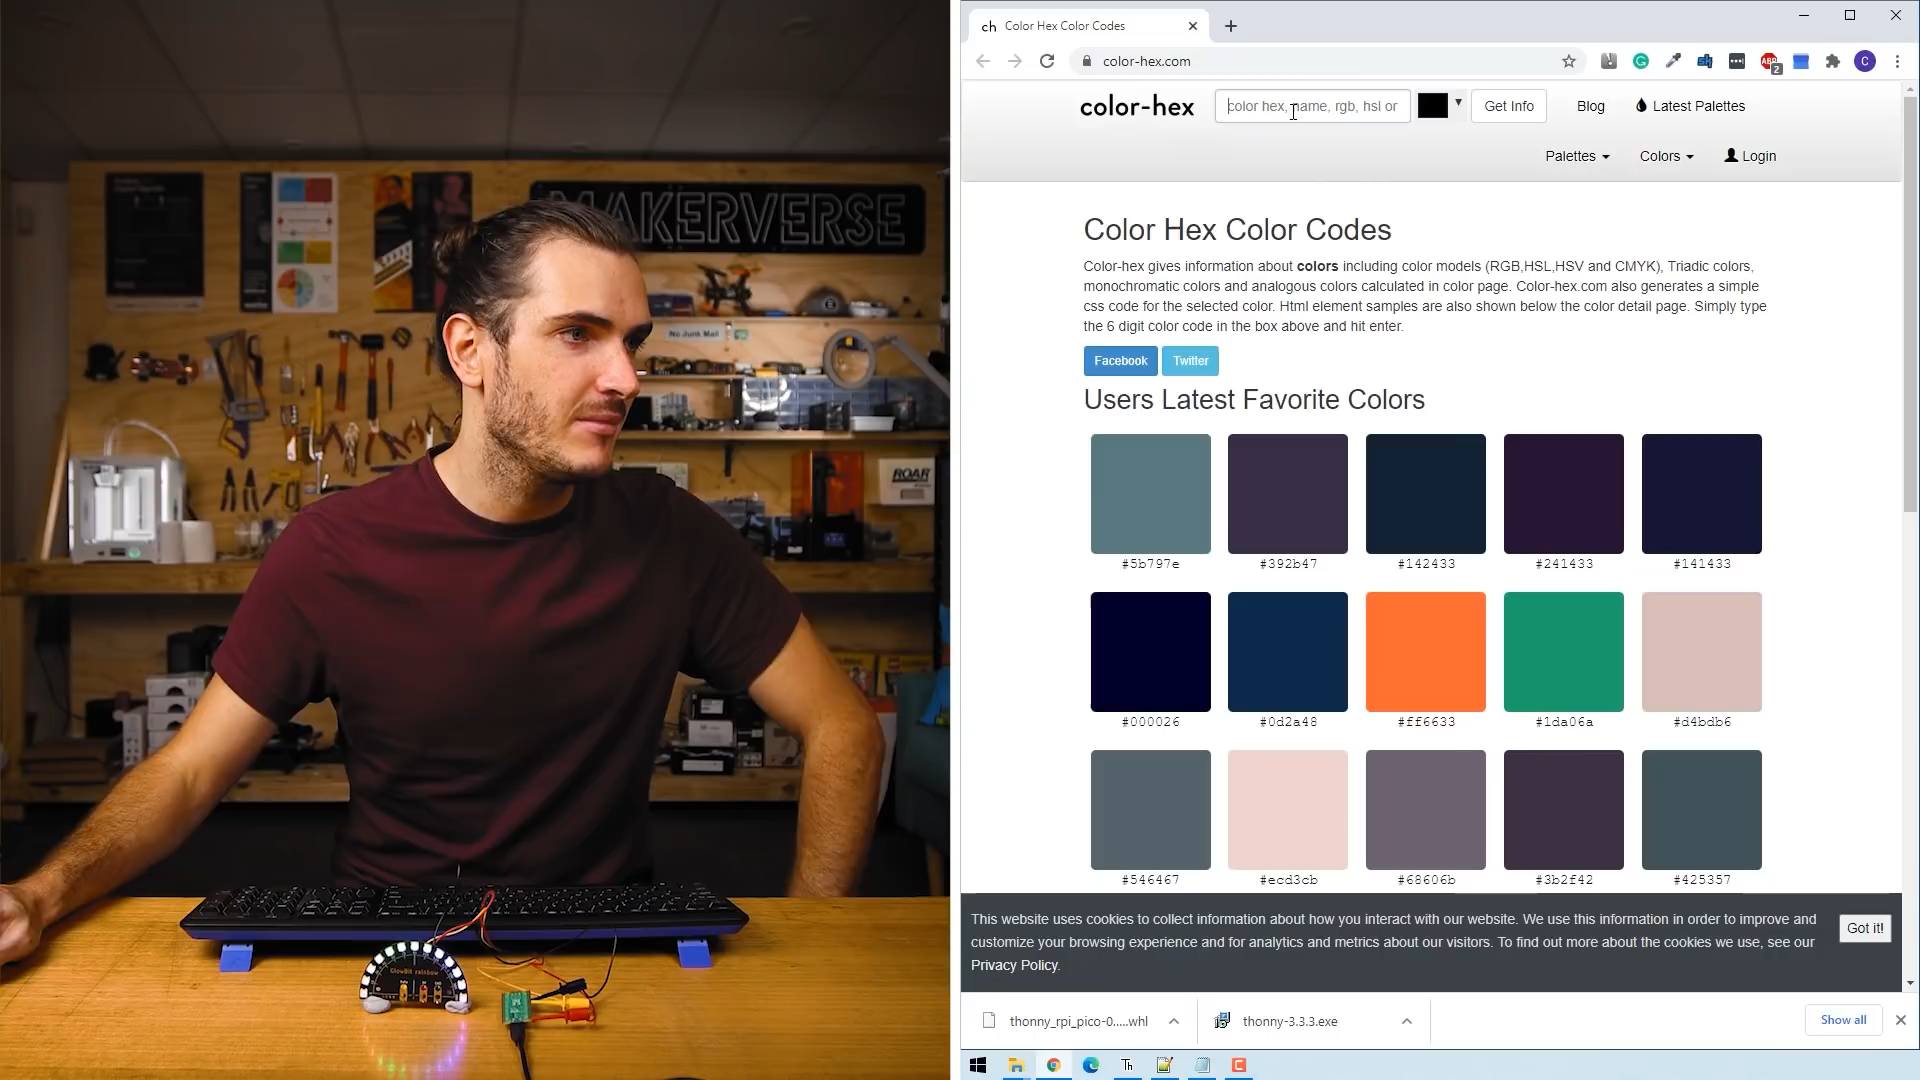 MAKERVERSE
No Junk Mail
ROAR
GlowBit rainbow
ch Color Hex Color Codes
color-hex.com
2
C
color-hex
color hex, name, rgb, hsl or
Get Info
Blog
Latest Palettes
Palettes
Colors
Login
Color Hex Color Codes
Color-hex gives information about colors including color models (RGB,HSL,HSV and CMYK), Triadic colors,
monochromatic colors and analogous colors calculated in color page. Color-hex.com also generates a simple
css code for the selected color. Html element samples are also shown below the color detail page. Simply type
the 6 digit color code in the box above and hit enter.
Facebook Twitter
Users Latest Favorite Colors
#5b797e #392b47 #142433 #241433 #141433
#000026 #0d2a48 #ff6633 #1da06a #d4bdb6
#546467 #ecd3cb #68606b #3b2f42 #425357
This website uses cookies to collect information about how you interact with our website. We use this information in order to improve and
customize your browsing experience and for analytics and metrics about our visitors. To find out more about the cookies we use, see our
Privacy Policy.
Got it!
thonny_rpi_pico-0.....whl
thonny-3.3.3.exe
Show all
Th